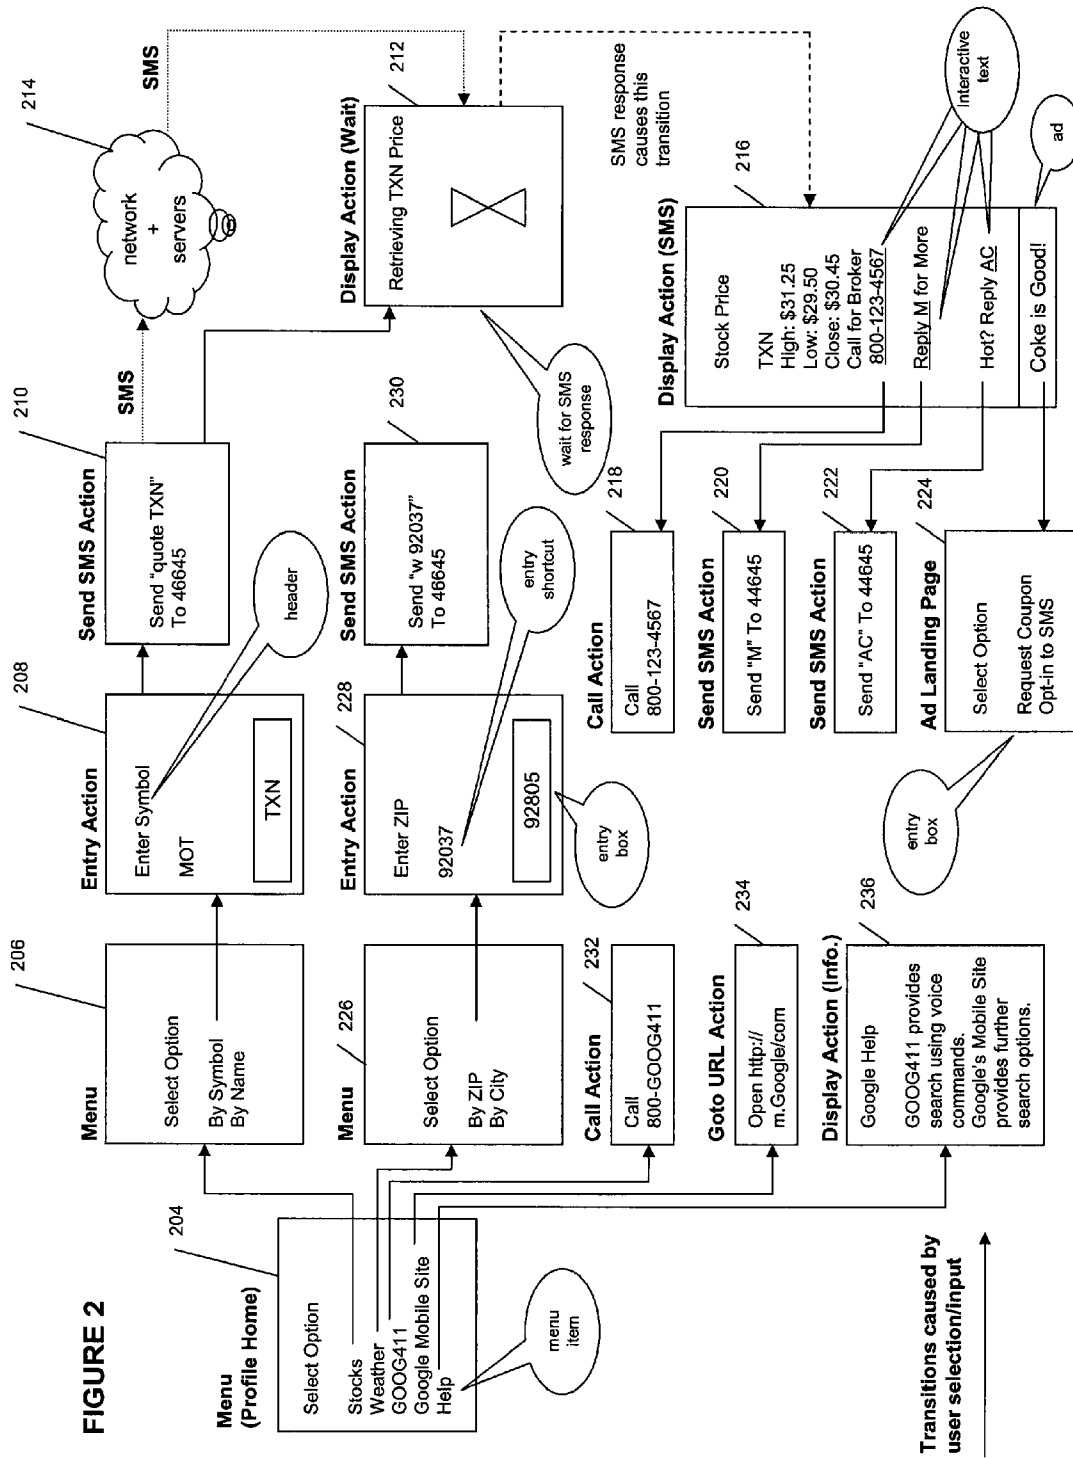 FIGURE 2
Menu
(Profile Home)
204
Select Option
Stocks
Weather
GOOG411
Google Mobile Site
Help
menu
item
Transitions caused by
user selection/input
Menu
206
Select Option
By Symbol
By Name
Entry Action
208
Enter Symbol
MOT
TXN
header
Send SMS Action
210
Send “quote TXN”
To 46645
SMS
214
network
+
servers
SMS
Display Action (Wait)
212
Retrieving TXN Price
wait for SMS
response
SMS response
causes this
transition
Menu
226
Select Option
By ZIP
By City
Entry Action
228
Enter ZIP
92037
92805
entry
box
entry
shortcut
Send SMS Action
230
Send “w 92037”
To 46645
Call Action
232
Call
800-GOOG411
Goto URL Action
234
Open http://
m.Google/com
Display Action (Info.)
236
Google Help
GOOG411 provides
search using voice
commands.
Google’s Mobile Site
provides further
search options.
Call Action
218
Call
800-123-4567
Send SMS Action
220
Send “M” To 44645
Send SMS Action
222
Send “AC” To 44645
Ad Landing Page
224
Select Option
Request Coupon
Opt-in to SMS
entry
box
Display Action (SMS)
216
Stock Price
TXN
High: $31.25
Low: $29.50
Close: $30.45
Call for Broker
800-123-4567
Reply M for More
Hot? Reply AC
Coke is Good!
Interactive
text
ad